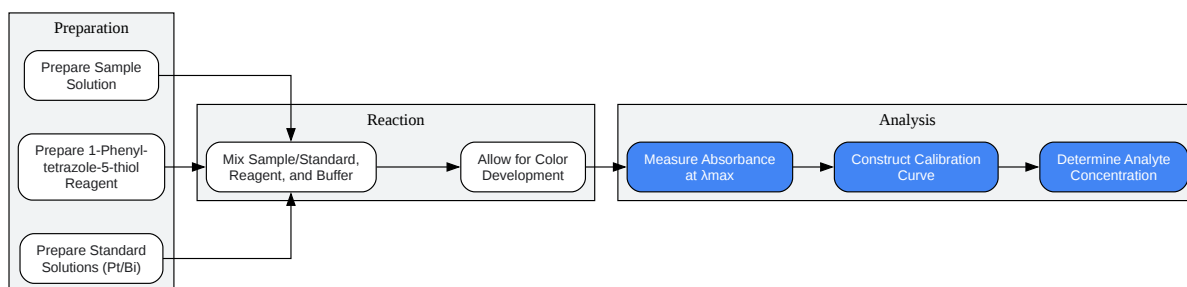 Preparation
Prepare Sample
Solution
Prepare 1-Phenyl-
tetrazole-5-thiol
Reagent
Prepare Standard
Solutions (Pt/Bi)
Reaction
Mix Sample/Standard,
Reagent, and Buffer
Allow for Color
Development
Analysis
Measure Absorbance
at λmax
Construct Calibration
Curve
Determine Analyte
Concentration